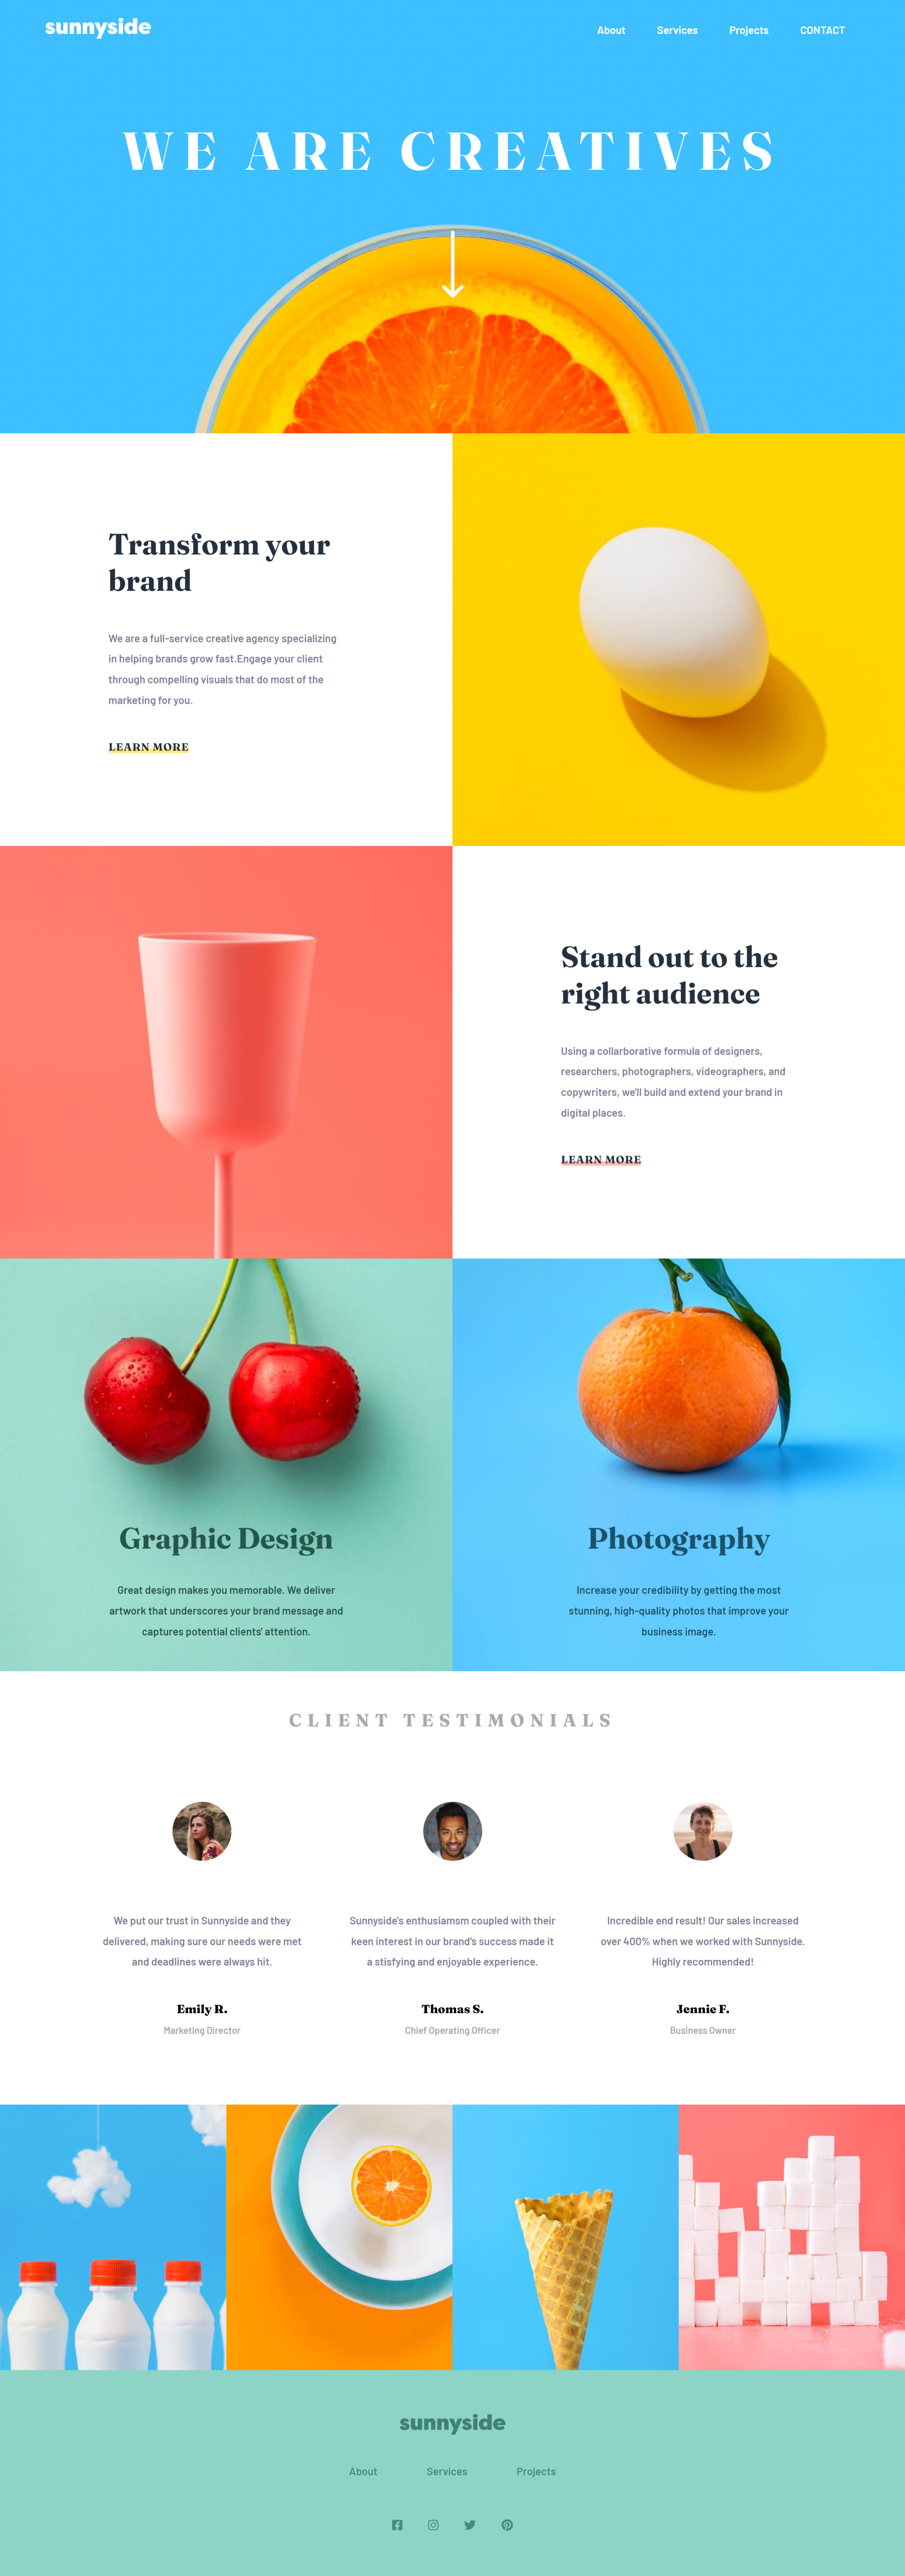 sunnyside
About Services Projects CONTACT
WE ARE CREATIVES
Transform your
brand
We are a full-service creative agency specializing
in helping brands grow fast.Engage your client
through compelling visuals that do most of the
marketing for you.
LEARN MORE
Stand out to the
right audience
Using a collarborative formula of designers,
researchers, photographers, videographers, and
copywriters, we'll build and extend your brand in
digital places.
LEARN MORE
Graphic Design
Great design makes you memorable. We deliver
artwork that underscores your brand message and
captures potential clients' attention.
Photography
Increase your credibility by getting the most
stunning, high-quality photos that improve your
business image.
CLIENT TESTIMONIALS
We put our trust in Sunnyside and they
delivered, making sure our needs were met
and deadlines were always hit.
Emily R.
Marketing Director
Sunnyside's enthusiamsm coupled with their
keen interest in our brand's success made it
a stisfying and enjoyable experience.
Thomas S.
Chief Operating Officer
Incredible end result! Our sales increased
over 400% when we worked with Sunnyside.
Highly recommended!
Jennie F.
Business Owner
sunnyside
About Services Projects